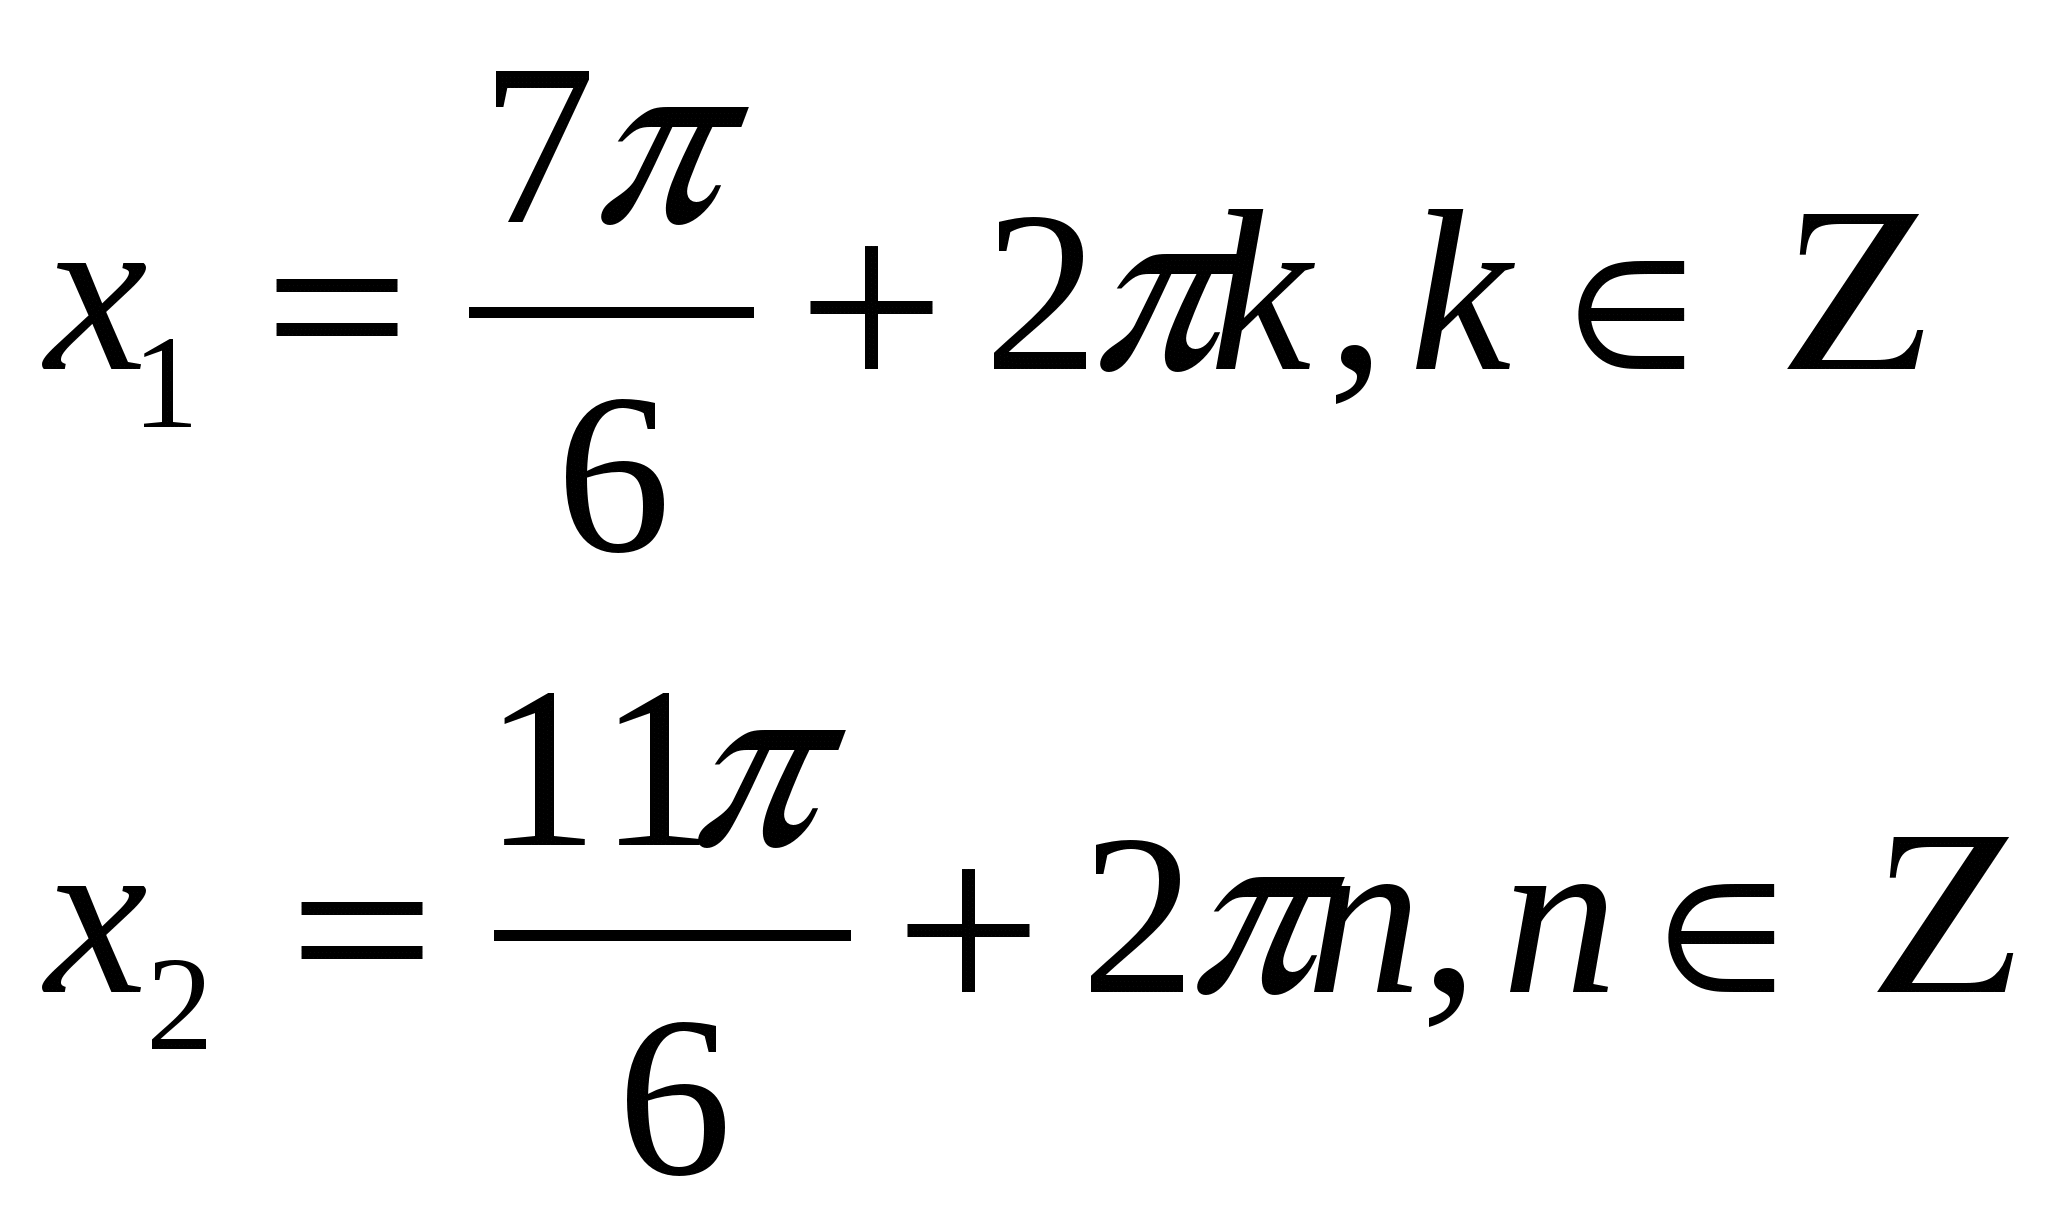 x₁ = 7π/6 + 2πk, k ∈ Z
x₂ = 11π/6 + 2πn, n ∈ Z